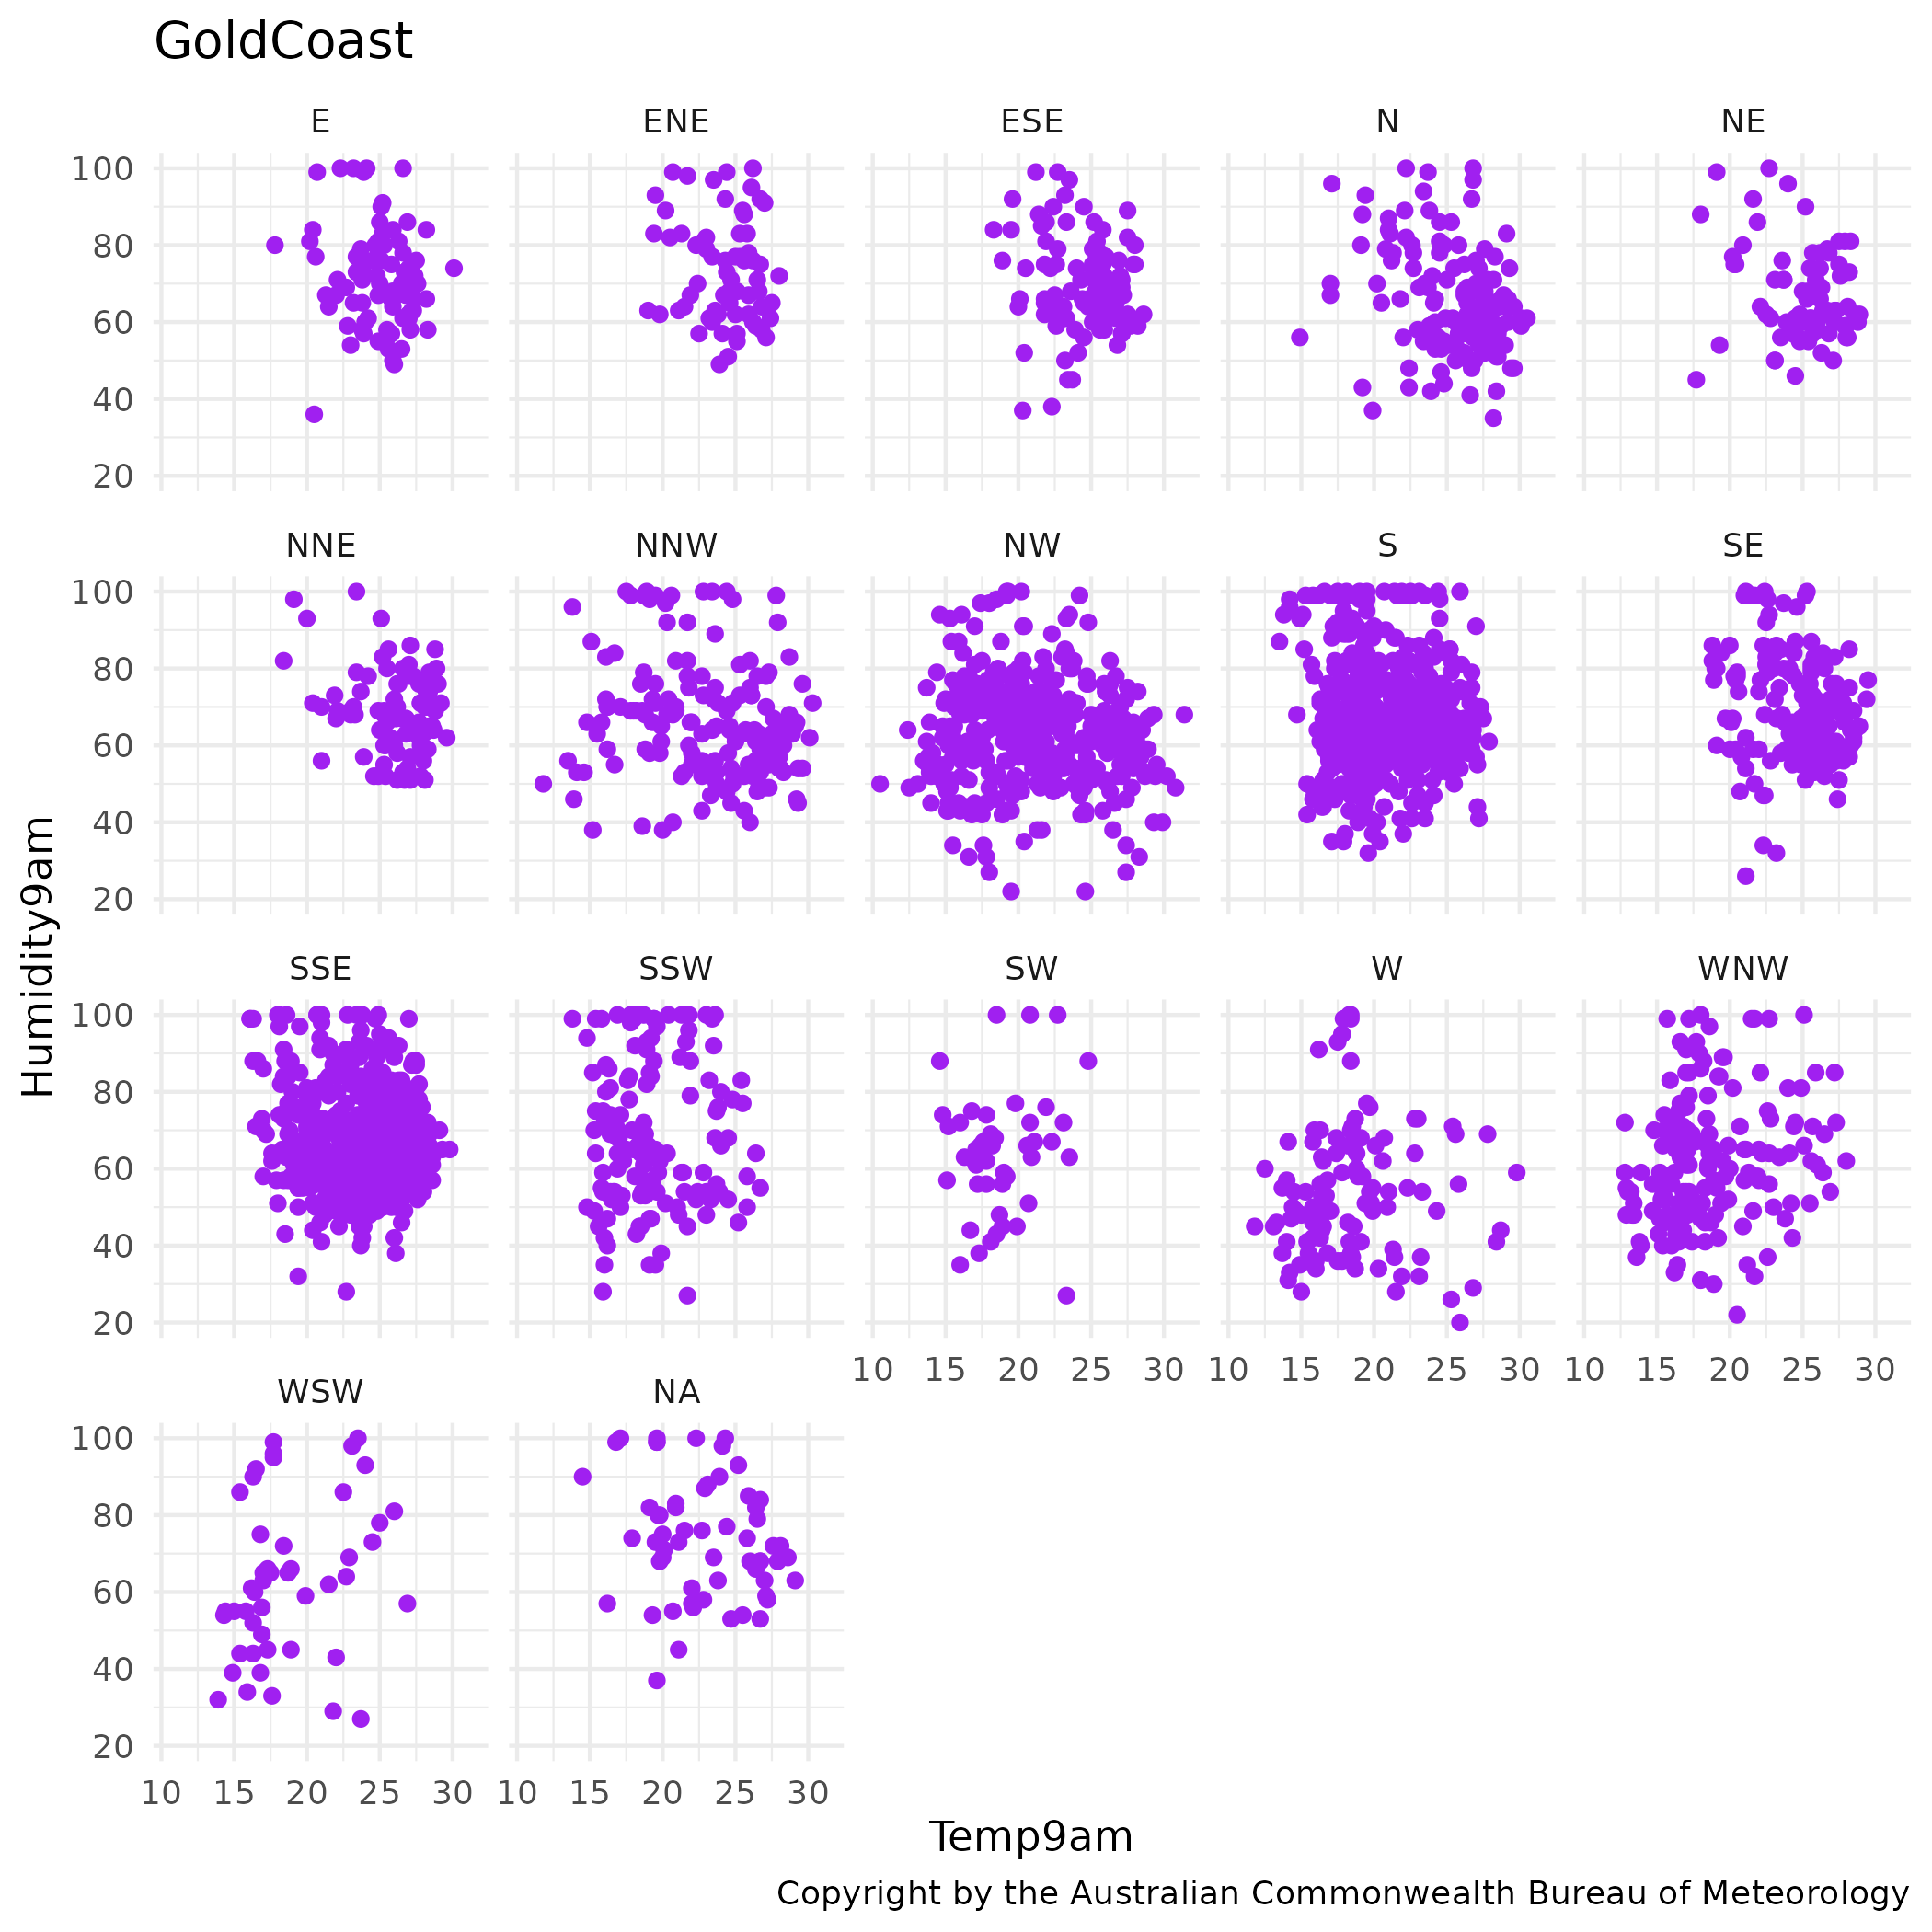 GoldCoast
E ENE ESE N NE
100
80
60
40
20
NNE NNW NW S SE
100
80
60
40
20
Humidity9am
SSE SSW SW W WNW
100
80
60
40
20
10 15 20 25 30 10 15 20 25 30 10 15 20 25 30
WSW NA
100
80
60
40
20
10 15 20 25 30 10 15 20 25 30
Temp9am
Copyright by the Australian Commonwealth Bureau of Meteorology